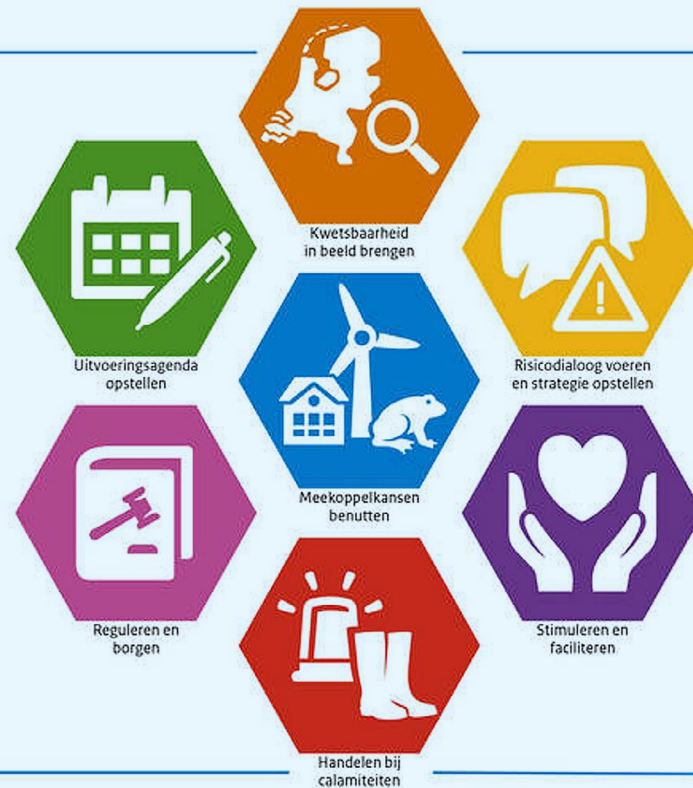 Kwetsbaarheid
in beeld brengen
Uitvoeringsagenda
opstellen
Risicodialoog voeren
en strategie opstellen
Meekoppelkansen
benutten
Reguleren en
borgen
Stimuleren en
faciliteren
Handelen bij
calamiteiten